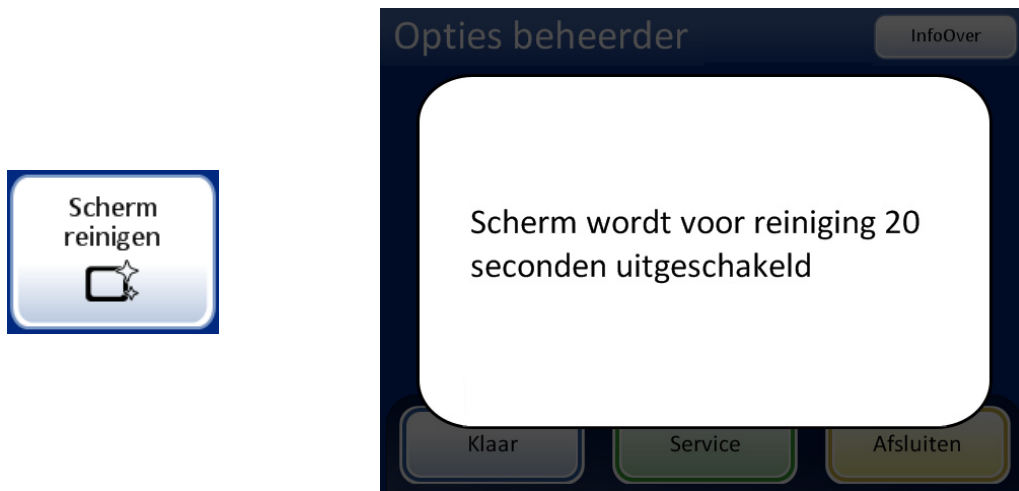 Scherm
reinigen
Opties beheerder
InfoOver
Scherm wordt voor reiniging 20
seconden uitgeschakeld
Klaar
Service
Afsluiten